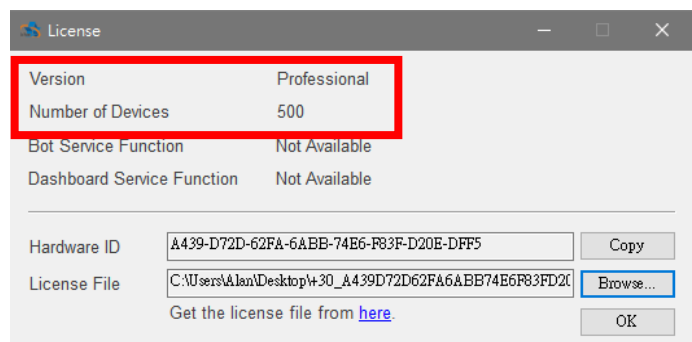 License
Version Professional
Number of Devices 500
Bot Service Function Not Available
Dashboard Service Function Not Available
Hardware ID A439-D72D-62FA-6ABB-74E6-F83F-D20E-DFF5 Copy
License File C:\Users\Alan\Desktop\+30_A439D72D62FA6ABB74E6F83FD20 Browse...
Get the license file from here.
OK